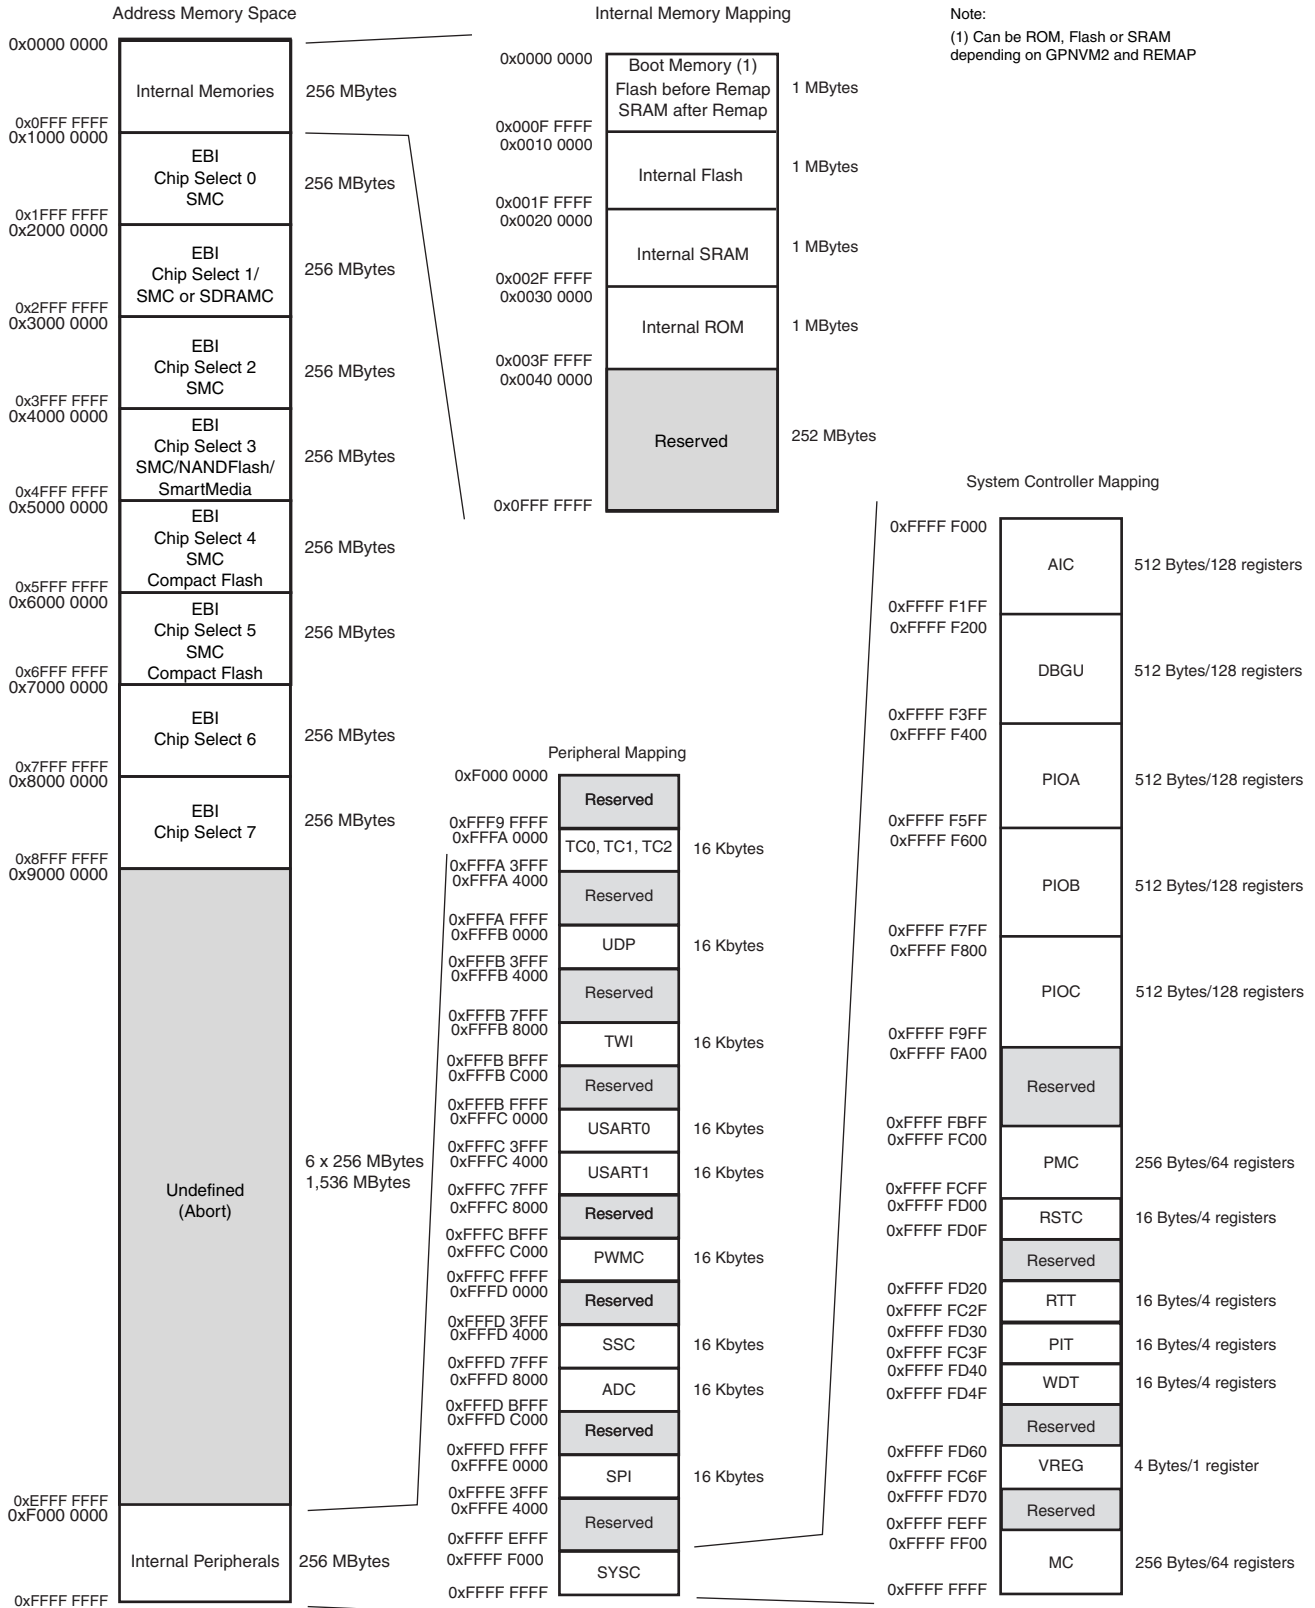 Address Memory Space
0x0000 0000
Internal Memories
256 MBytes
0x0FFF FFFF
0x1000 0000
EBI
Chip Select 0
SMC
256 MBytes
0x1FFF FFFF
0x2000 0000
EBI
Chip Select 1/
SMC or SDRAMC
256 MBytes
0x2FFF FFFF
0x3000 0000
EBI
Chip Select 2
SMC
256 MBytes
0x3FFF FFFF
0x4000 0000
EBI
Chip Select 3
SMC/NANDFlash/
SmartMedia
256 MBytes
0x4FFF FFFF
0x5000 0000
EBI
Chip Select 4
SMC
Compact Flash
256 MBytes
0x5FFF FFFF
0x6000 0000
EBI
Chip Select 5
SMC
Compact Flash
256 MBytes
0x6FFF FFFF
0x7000 0000
EBI
Chip Select 6
256 MBytes
0x7FFF FFFF
0x8000 0000
EBI
Chip Select 7
256 MBytes
0x8FFF FFFF
0x9000 0000
Undefined
(Abort)
6 x 256 MBytes
1,536 MBytes
0xEFFF FFFF
0xF000 0000
Internal Peripherals
256 MBytes
0xFFFF FFFF
Internal Memory Mapping
0x0000 0000
Boot Memory (1)
Flash before Remap
SRAM after Remap
1 MBytes
0x000F FFFF
0x0010 0000
Internal Flash
1 MBytes
0x001F FFFF
0x0020 0000
Internal SRAM
1 MBytes
0x002F FFFF
0x0030 0000
Internal ROM
1 MBytes
0x003F FFFF
0x0040 0000
Reserved
252 MBytes
0x0FFF FFFF
Note:
(1) Can be ROM, Flash or SRAM
depending on GPNVM2 and REMAP
Peripheral Mapping
0xF000 0000
Reserved
0xFFF9 FFFF
0xFFFA 0000
TC0, TC1, TC2
16 Kbytes
0xFFFA 3FFF
0xFFFA 4000
Reserved
0xFFFA FFFF
0xFFFB 0000
UDP
16 Kbytes
0xFFFB 3FFF
0xFFFB 4000
Reserved
0xFFFB 7FFF
0xFFFB 8000
TWI
16 Kbytes
0xFFFB BFFF
0xFFFB C000
Reserved
0xFFFB FFFF
0xFFFC 0000
USART0
16 Kbytes
0xFFFC 3FFF
0xFFFC 4000
USART1
16 Kbytes
0xFFFC 7FFF
0xFFFC 8000
Reserved
0xFFFC BFFF
0xFFFC C000
PWMC
16 Kbytes
0xFFFC FFFF
0xFFFD 0000
Reserved
0xFFFD 3FFF
0xFFFD 4000
SSC
16 Kbytes
0xFFFD 7FFF
0xFFFD 8000
ADC
16 Kbytes
0xFFFD BFFF
0xFFFD C000
Reserved
0xFFFD FFFF
0xFFFE 0000
SPI
16 Kbytes
0xFFFE 3FFF
0xFFFE 4000
Reserved
0xFFFF EFFF
0xFFFF F000
SYSC
0xFFFF FFFF
System Controller Mapping
0xFFFF F000
AIC
512 Bytes/128 registers
0xFFFF F1FF
0xFFFF F200
DBGU
512 Bytes/128 registers
0xFFFF F3FF
0xFFFF F400
PIOA
512 Bytes/128 registers
0xFFFF F5FF
0xFFFF F600
PIOB
512 Bytes/128 registers
0xFFFF F7FF
0xFFFF F800
PIOC
512 Bytes/128 registers
0xFFFF F9FF
0xFFFF FA00
Reserved
0xFFFF FBFF
0xFFFF FC00
PMC
256 Bytes/64 registers
0xFFFF FCFF
0xFFFF FD00
RSTC
16 Bytes/4 registers
0xFFFF FD0F
Reserved
0xFFFF FD20
RTT
16 Bytes/4 registers
0xFFFF FC2F
0xFFFF FD30
PIT
16 Bytes/4 registers
0xFFFF FC3F
0xFFFF FD40
WDT
16 Bytes/4 registers
0xFFFF FD4F
Reserved
0xFFFF FD60
VREG
4 Bytes/1 register
0xFFFF FC6F
0xFFFF FD70
Reserved
0xFFFF FEFF
0xFFFF FF00
MC
256 Bytes/64 registers
0xFFFF FFFF